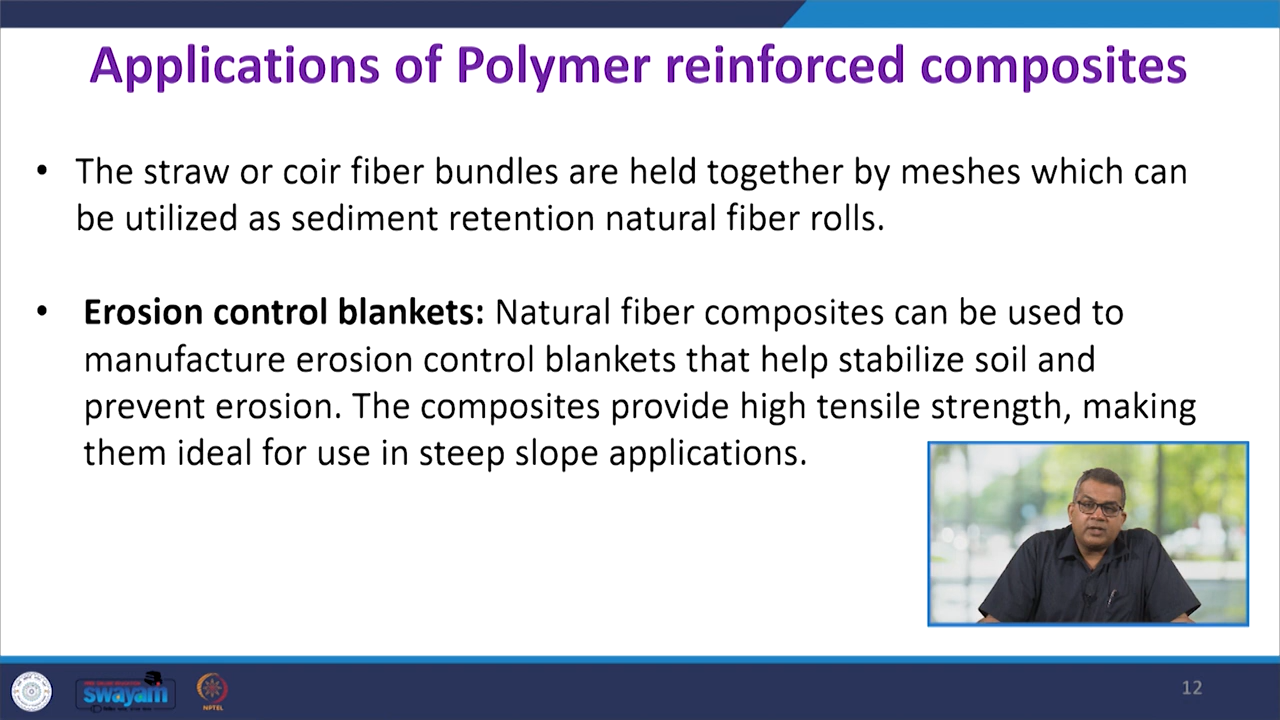 Applications of Polymer reinforced composites
• The straw or coir fiber bundles are held together by meshes which can
be utilized as sediment retention natural fiber rolls.
• Erosion control blankets: Natural fiber composites can be used to
manufacture erosion control blankets that help stabilize soil and
prevent erosion. The composites provide high tensile strength, making
them ideal for use in steep slope applications.
swayam
NPTEL
12